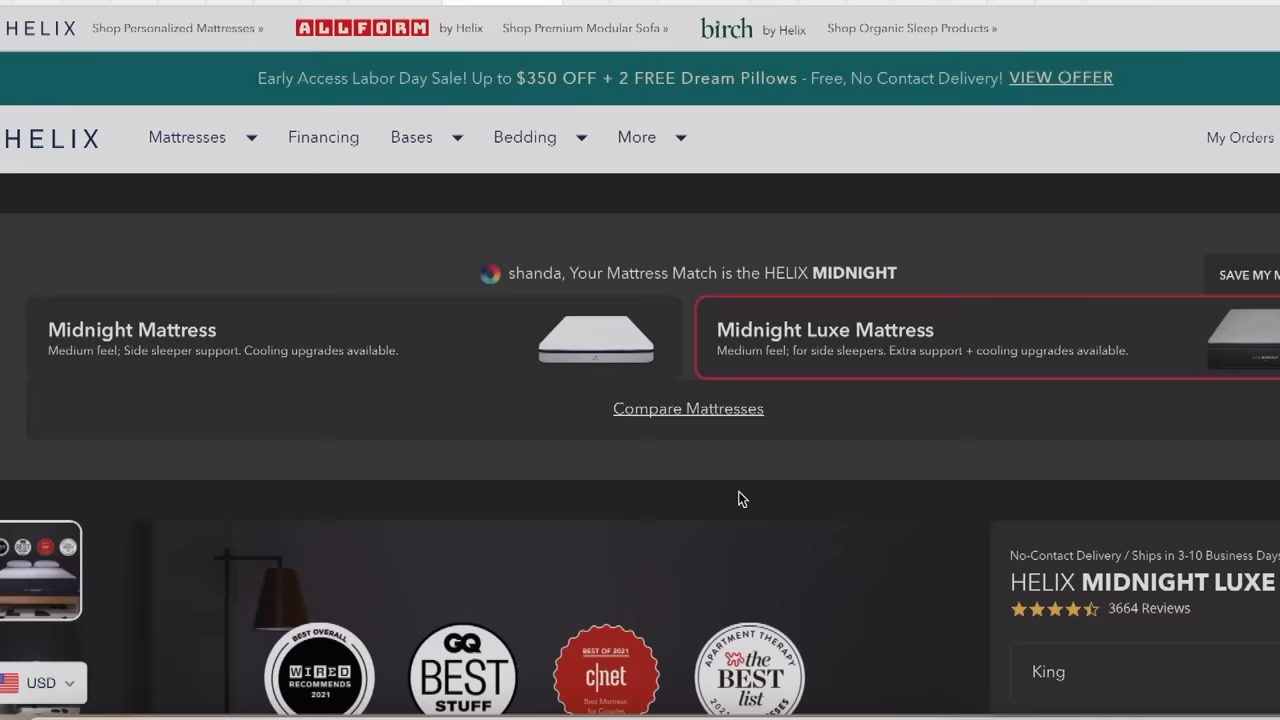 HELIX Shop Personalized Mattresses » ALLFORM by Helix Shop Premium Modular Sofa » birch by Helix Shop Organic Sleep Products »
Early Access Labor Day Sale! Up to $350 OFF + 2 FREE Dream Pillows - Free, No Contact Delivery! VIEW OFFER
HELIX Mattresses Financing Bases Bedding More My Orders
shanda, Your Mattress Match is the HELIX MIDNIGHT
SAVE MY M
Midnight Mattress
Medium feel; Side sleeper support. Cooling upgrades available.
Midnight Luxe Mattress
Medium feel; for side sleepers. Extra support + cooling upgrades available.
Compare Mattresses
No-Contact Delivery / Ships in 3-10 Business Days
HELIX MIDNIGHT LUXE
3664 Reviews
King
USD
BEST OVERALL
WIRED
RECOMMENDS
2021
GQ
BEST
STUFF
BEST OF 2021
c|net
Best Mattress
for Couples
APARTMENT THERAPY
the
BEST
list